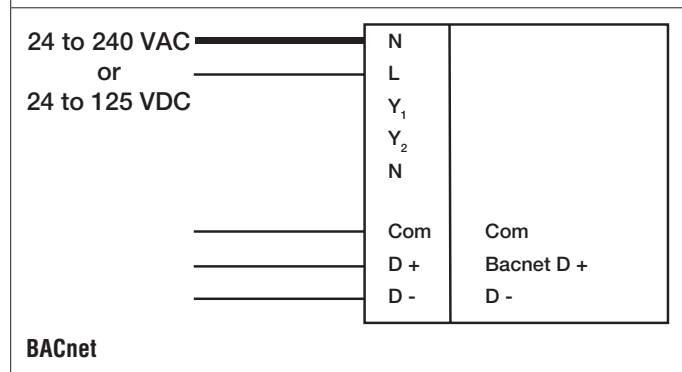 24 to 240 VAC N
or L
24 to 125 VDC Y₁
Y₂
N
Com Com
D + Bacnet D +
D - D -
BACnet